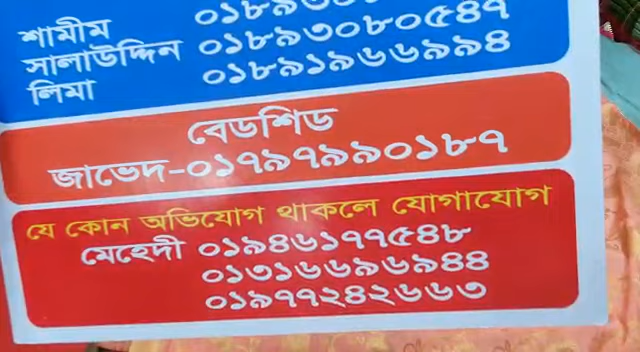 শামীম
সালাউদ্দিন ০১৮৯৩০৮০৫৪৭
লিমা ০১৮৯১৯৬৬৯৯৪
বেডশিড
জাভেদ-০১৭৯৭৯৯০১৮৭
যে কোন অভিযোগ থাকলে যোগাযোগ
মেহেদী ০১৯৪৬১৭৭৫৪৮
০১৩১৬৬৯৬৯৪৪
০১৯৭৭২৪২৬৬৩